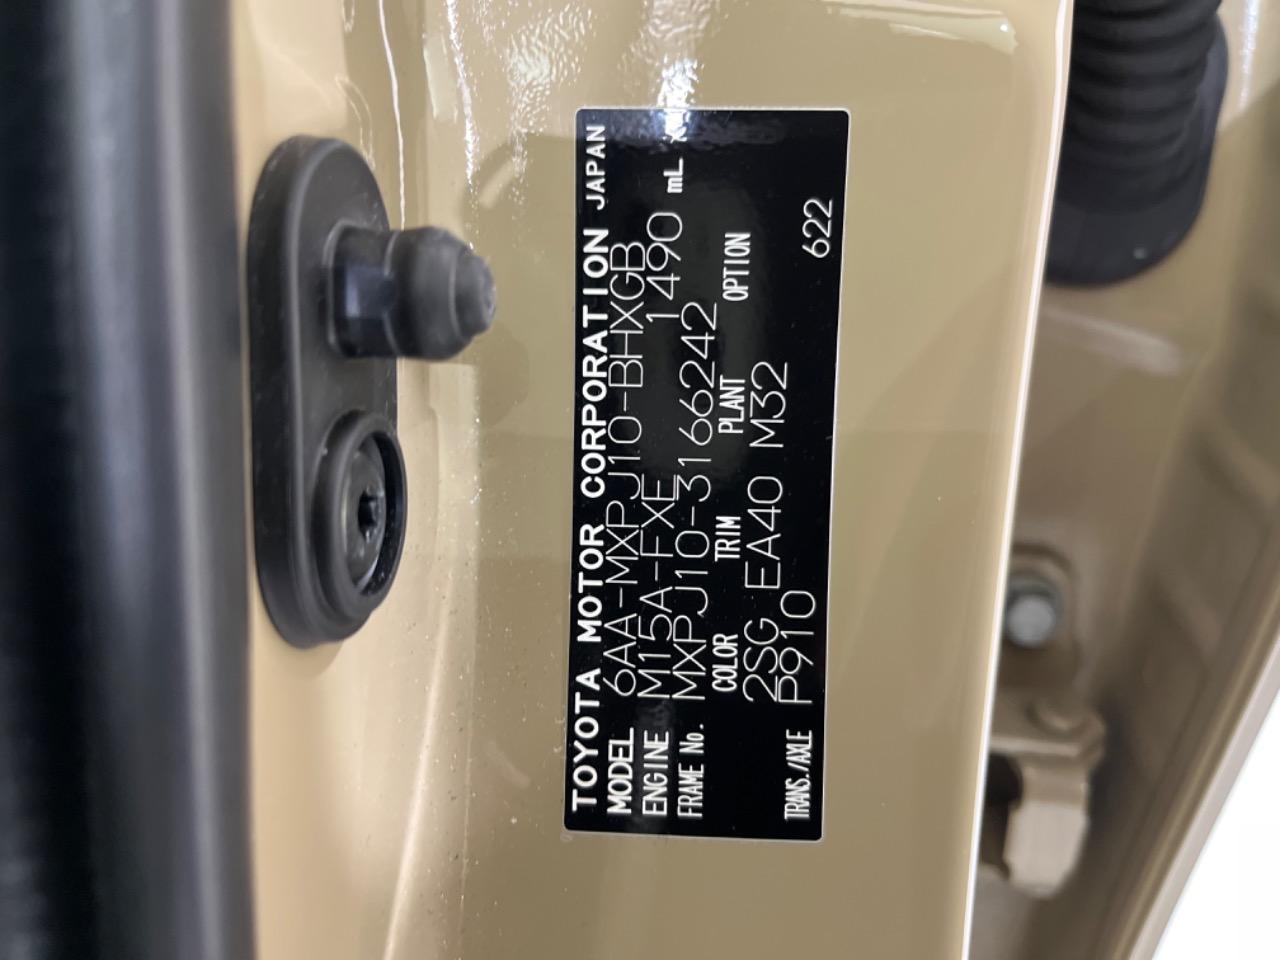 TOYOTA MOTOR CORPORATION JAPAN
MODEL 6AA-MXPJ10-BHXGB
ENGINE M15A-FXE 1490 mL
FRAME No. MXPJ10-3166242
COLOR TRIM PLANT OPTION
2SG EA40 M32
TRANS./AXLE P910 622